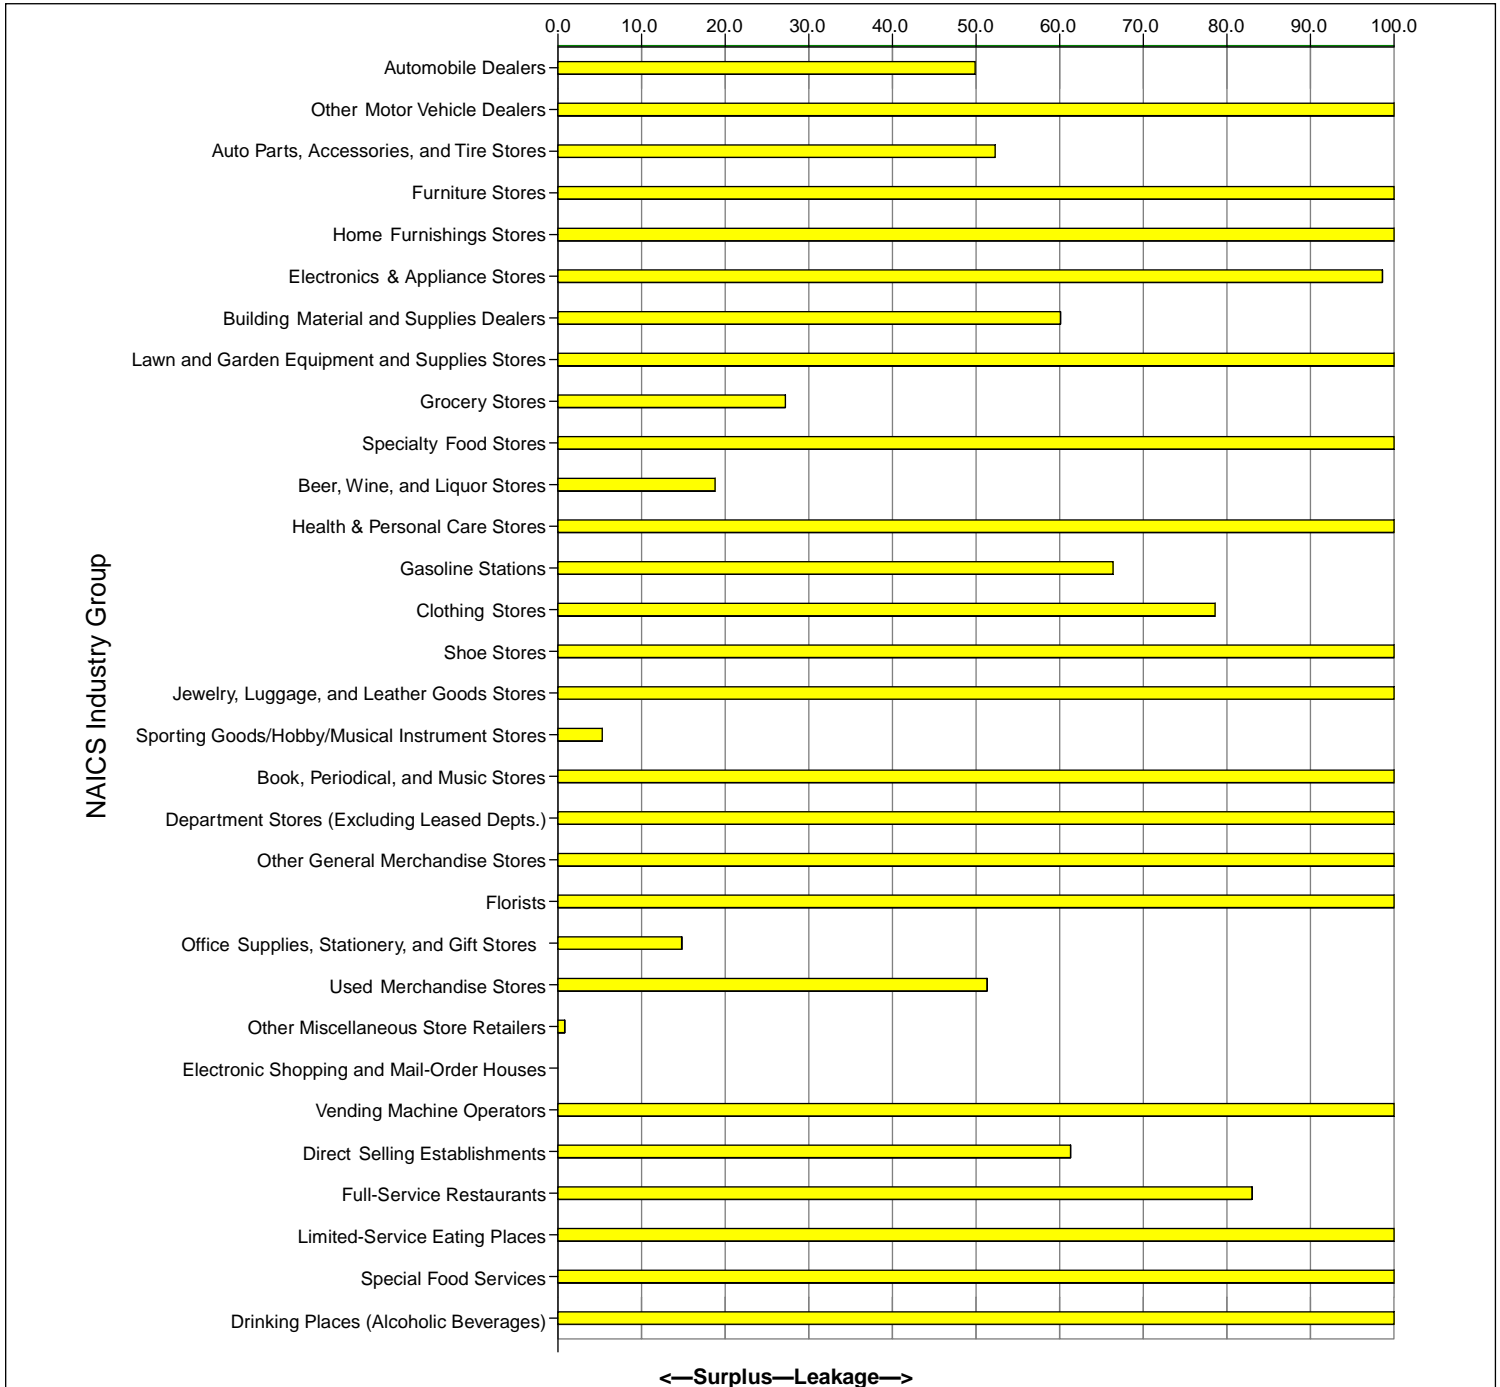 0.0 10.0 20.0 30.0 40.0 50.0 60.0 70.0 80.0 90.0 100.0
Automobile Dealers
Other Motor Vehicle Dealers
Auto Parts, Accessories, and Tire Stores
Furniture Stores
Home Furnishings Stores
Electronics & Appliance Stores
Building Material and Supplies Dealers
Lawn and Garden Equipment and Supplies Stores
Grocery Stores
Specialty Food Stores
Beer, Wine, and Liquor Stores
Health & Personal Care Stores
Gasoline Stations
Clothing Stores
Shoe Stores
Jewelry, Luggage, and Leather Goods Stores
Sporting Goods/Hobby/Musical Instrument Stores
Book, Periodical, and Music Stores
Department Stores (Excluding Leased Depts.)
Other General Merchandise Stores
Florists
Office Supplies, Stationery, and Gift Stores
Used Merchandise Stores
Other Miscellaneous Store Retailers
Electronic Shopping and Mail-Order Houses
Vending Machine Operators
Direct Selling Establishments
Full-Service Restaurants
Limited-Service Eating Places
Special Food Services
Drinking Places (Alcoholic Beverages)
NAICS Industry Group
<—Surplus—Leakage—>